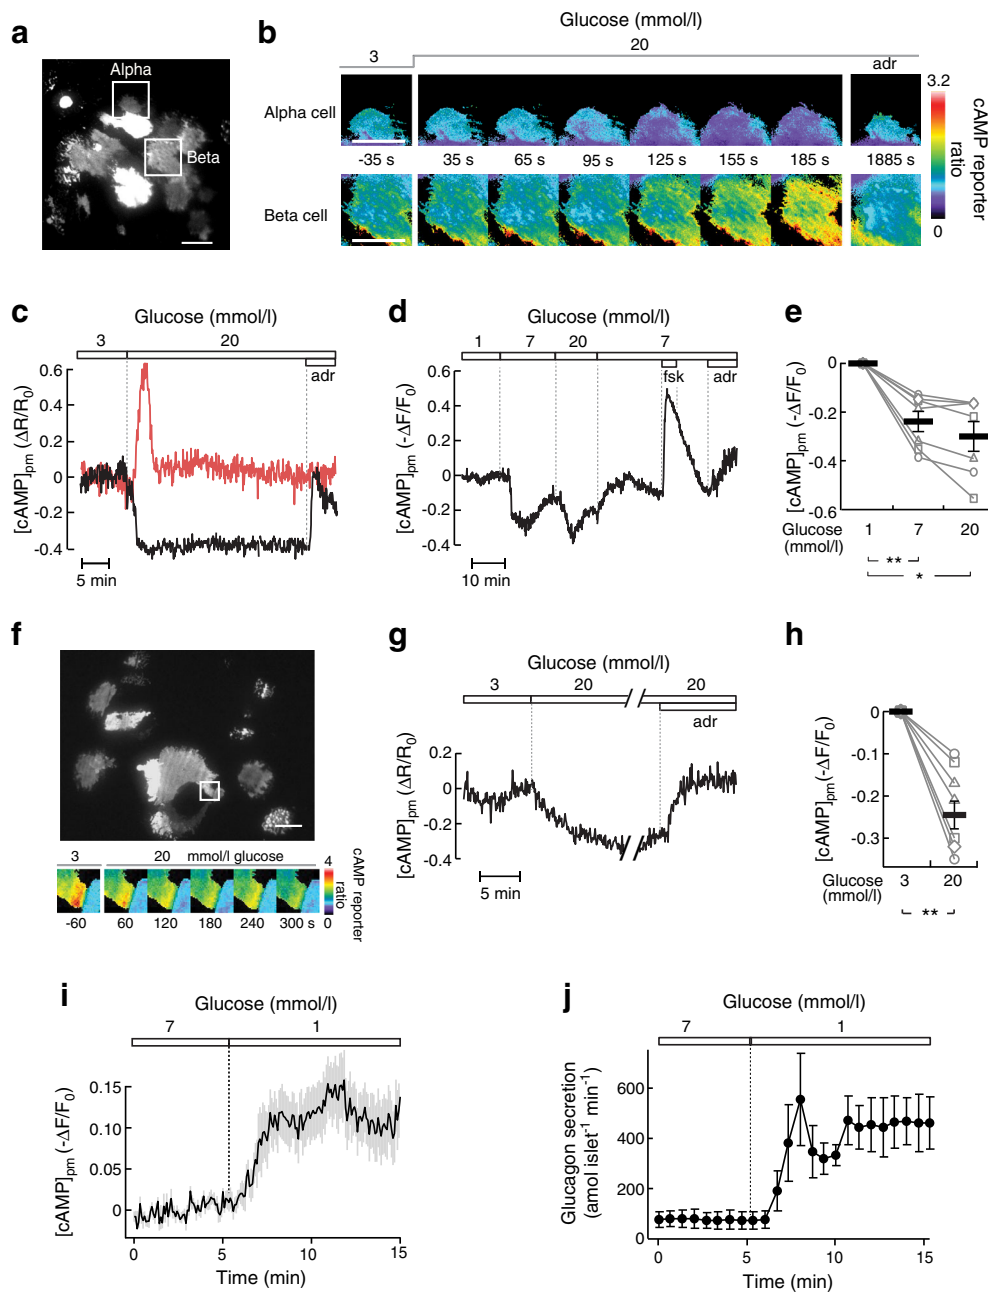 a
Alpha
Beta
b
Glucose (mmol/l)
3
20
adr
Alpha cell
-35 s
35 s
65 s
95 s
125 s
155 s
185 s
1885 s
Beta cell
3.2
0
cAMP reporter
ratio
c
Glucose (mmol/l)
3
20
adr
[cAMP]pm (ΔR/R0)
0.6
0.4
0.2
0
-0.2
-0.4
5 min
d
Glucose (mmol/l)
1
7
20
7
fsk
adr
[cAMP]pm (-ΔF/F0)
0.6
0.4
0.2
0
-0.2
-0.4
10 min
e
[cAMP]pm (-ΔF/F0)
0
-0.2
-0.4
-0.6
Glucose
(mmol/l)
1
7
20
**
*
f
3
20
mmol/l glucose
-60
60
120
180
240
300 s
4
0
cAMP reporter
ratio
g
Glucose (mmol/l)
3
20
20
adr
[cAMP]pm (ΔR/R0)
0.2
0
-0.2
-0.4
5 min
h
[cAMP]pm(-ΔF/F0)
0
-0.1
-0.2
-0.3
Glucose
(mmol/l)
3
20
**
i
Glucose (mmol/l)
7
1
[cAMP]pm (-ΔF/F0)
0.15
0.10
0.05
0
0
5
10
15
Time (min)
j
Glucose (mmol/l)
7
1
Glucagon secretion
(amol islet-1 min-1)
600
400
200
0
0
5
10
15
Time (min)